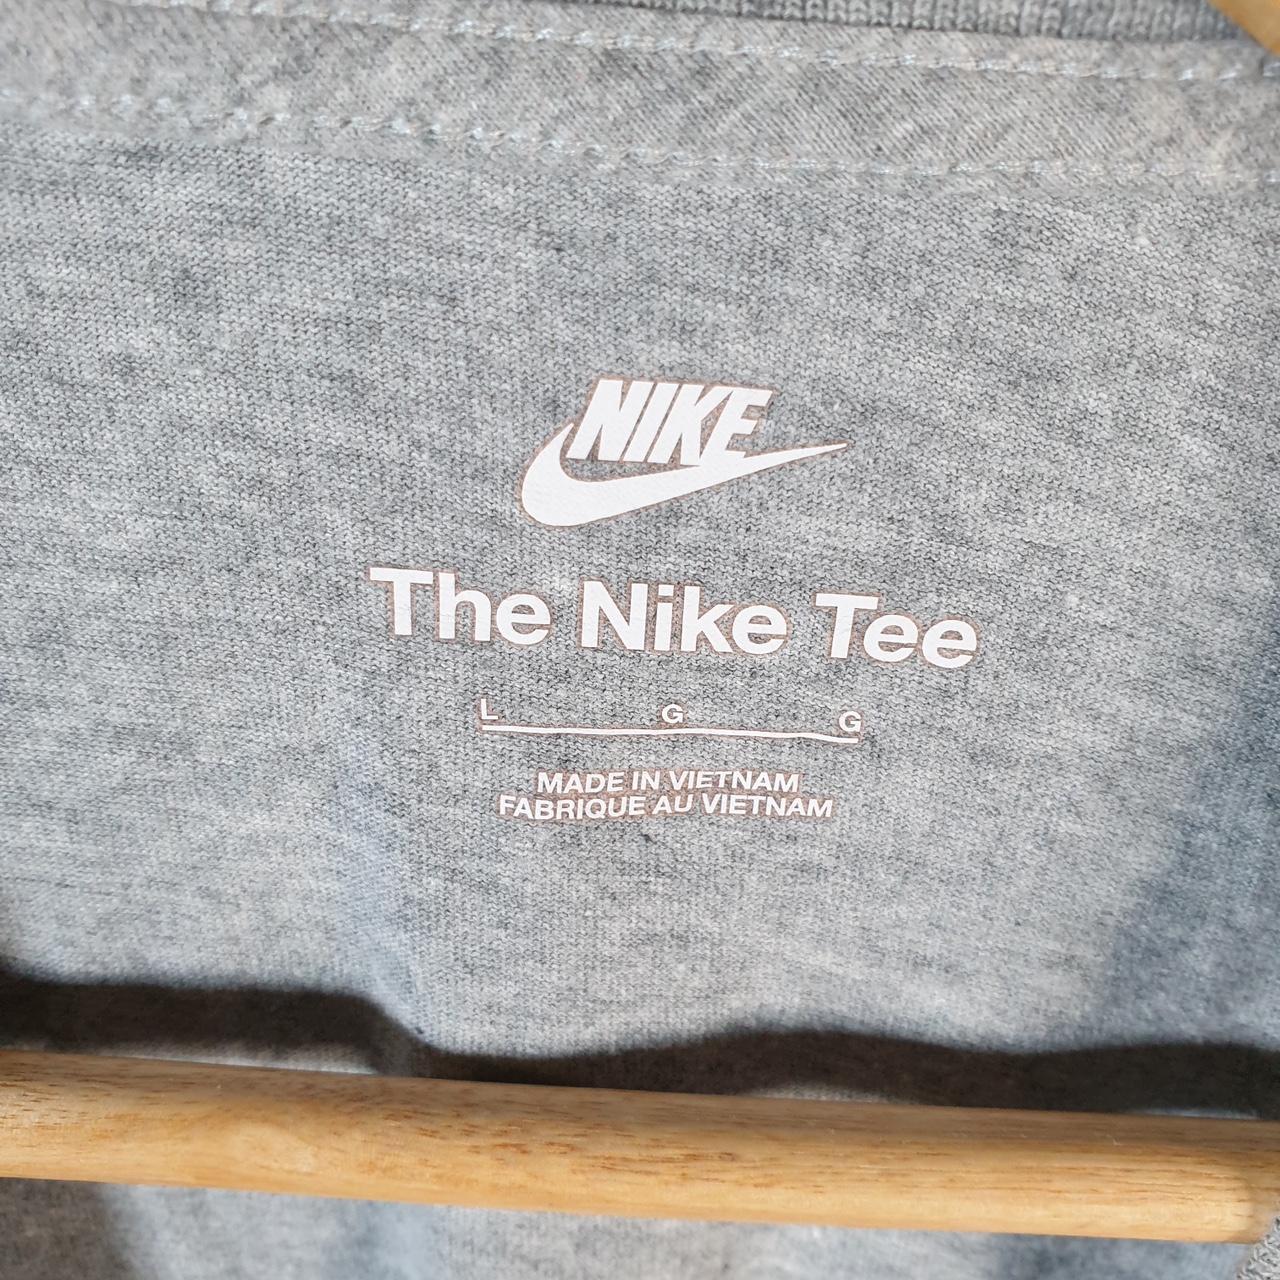 NIKE
The Nike Tee
L G G
MADE IN VIETNAM
FABRIQUE AU VIETNAM